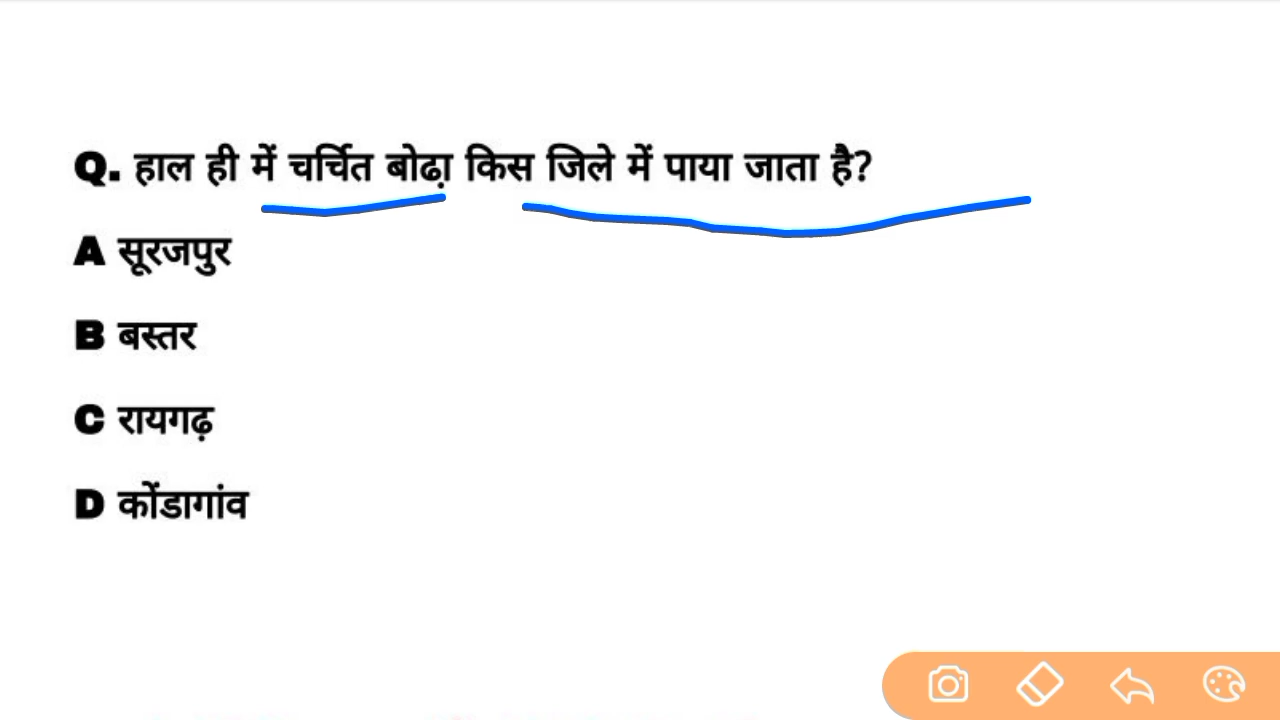 Q. हाल ही में चर्चित बोढ़ा किस जिले में पाया जाता है?
A सूरजपुर
B बस्तर
C रायगढ़
D कोंडागांव